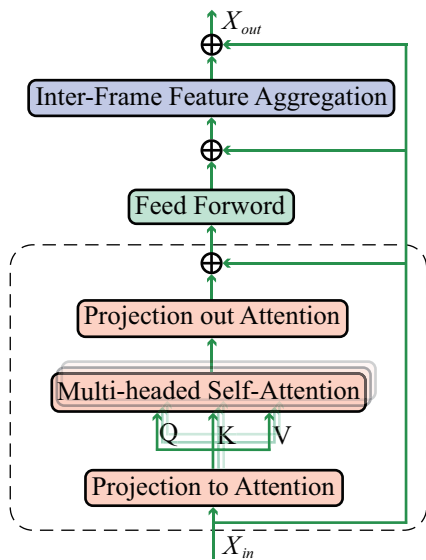 X_out
Inter-Frame Feature Aggregation
Feed Forword
Projection out Attention
Multi-headed Self-Attention
Q K V
Projection to Attention
X_in